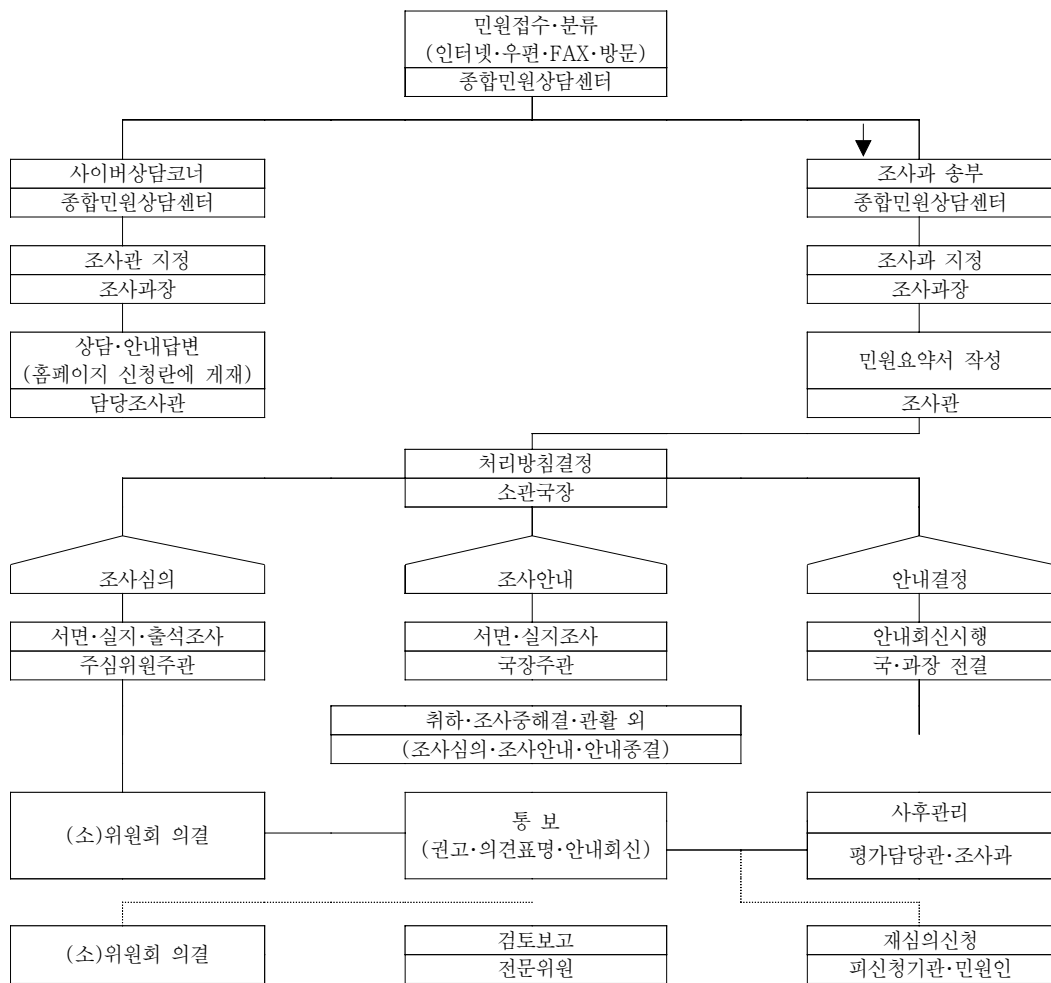 민원접수·분류
(인터넷·우편·FAX·방문)
종합민원상담센터
사이버상담코너
종합민원상담센터
조사과 송부
종합민원상담센터
조사관 지정
조사과장
조사과 지정
조사과장
상담·안내답변
(홈페이지 신청란에 게재)
담당조사관
민원요약서 작성
조사관
처리방침결정
소관국장
조사심의
조사안내
안내결정
서면·실지·출석조사
주심위원주관
서면·실지조사
국장주관
안내회신시행
국·과장 전결
취하·조사중해결·관활 외
(조사심의·조사안내·안내종결)
(소)위원회 의결
통 보
(권고·의견표명·안내회신)
사후관리
평가담당관·조사과
(소)위원회 의결
검토보고
전문위원
재심의신청
피신청기관·민원인